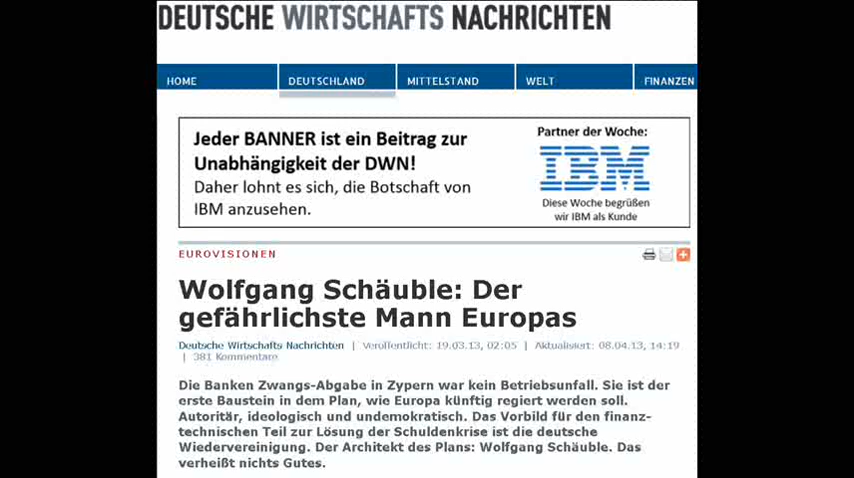 DEUTSCHE WIRTSCHAFTS NACHRICHTEN
HOME DEUTSCHLAND MITTELSTAND WELT FINANZEN
Jeder BANNER ist ein Beitrag zur
Unabhängigkeit der DWN!
Daher lohnt es sich, die Botschaft von
IBM anzusehen.
Partner der Woche:
IBM
Diese Woche begrüßen
wir IBM als Kunde
EUROVISIONEN
Wolfgang Schäuble: Der
gefährlichste Mann Europas
Deutsche Wirtschafts Nachrichten | Veröffentlicht: 19.03.13, 02:05 | Aktualisiert: 08.04.13, 14:19
| 381 Kommentare
Die Banken Zwangs-Abgabe in Zypern war kein Betriebsunfall. Sie ist der
erste Baustein in dem Plan, wie Europa künftig regiert werden soll.
Autoritär, ideologisch und undemokratisch. Das Vorbild für den finanz-
technischen Teil zur Lösung der Schuldenkrise ist die deutsche
Wiedervereinigung. Der Architekt des Plans: Wolfgang Schäuble. Das
verheißt nichts Gutes.